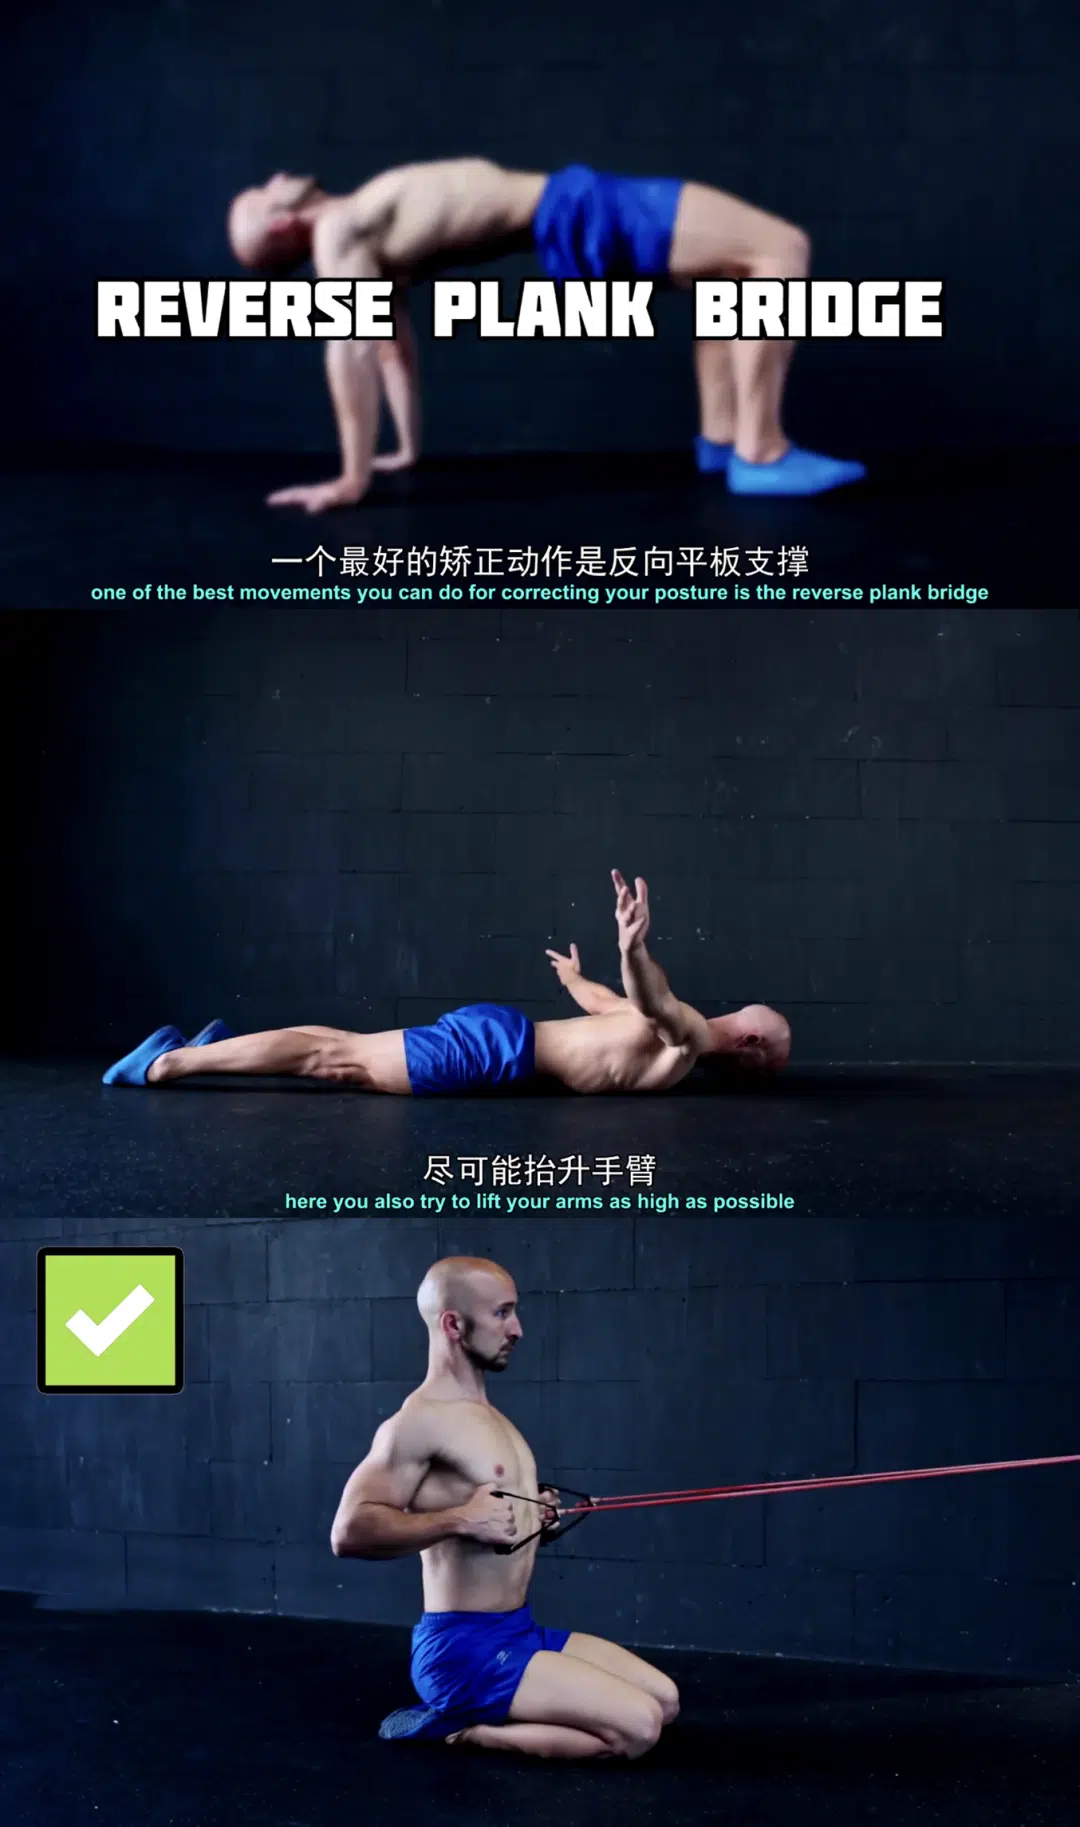 REVERSE PLANK BRIDGE
一个最好的矫正动作是反向平板支撑
one of the best movements you can do for correcting your posture is the reverse plank bridge
尽可能抬升手臂
here you also try to lift your arms as high as possible